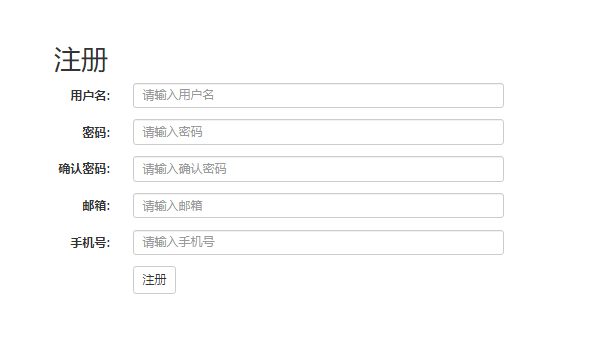 注册
用户名: 请输入用户名
密码: 请输入密码
确认密码: 请输入确认密码
邮箱: 请输入邮箱
手机号: 请输入手机号
注册